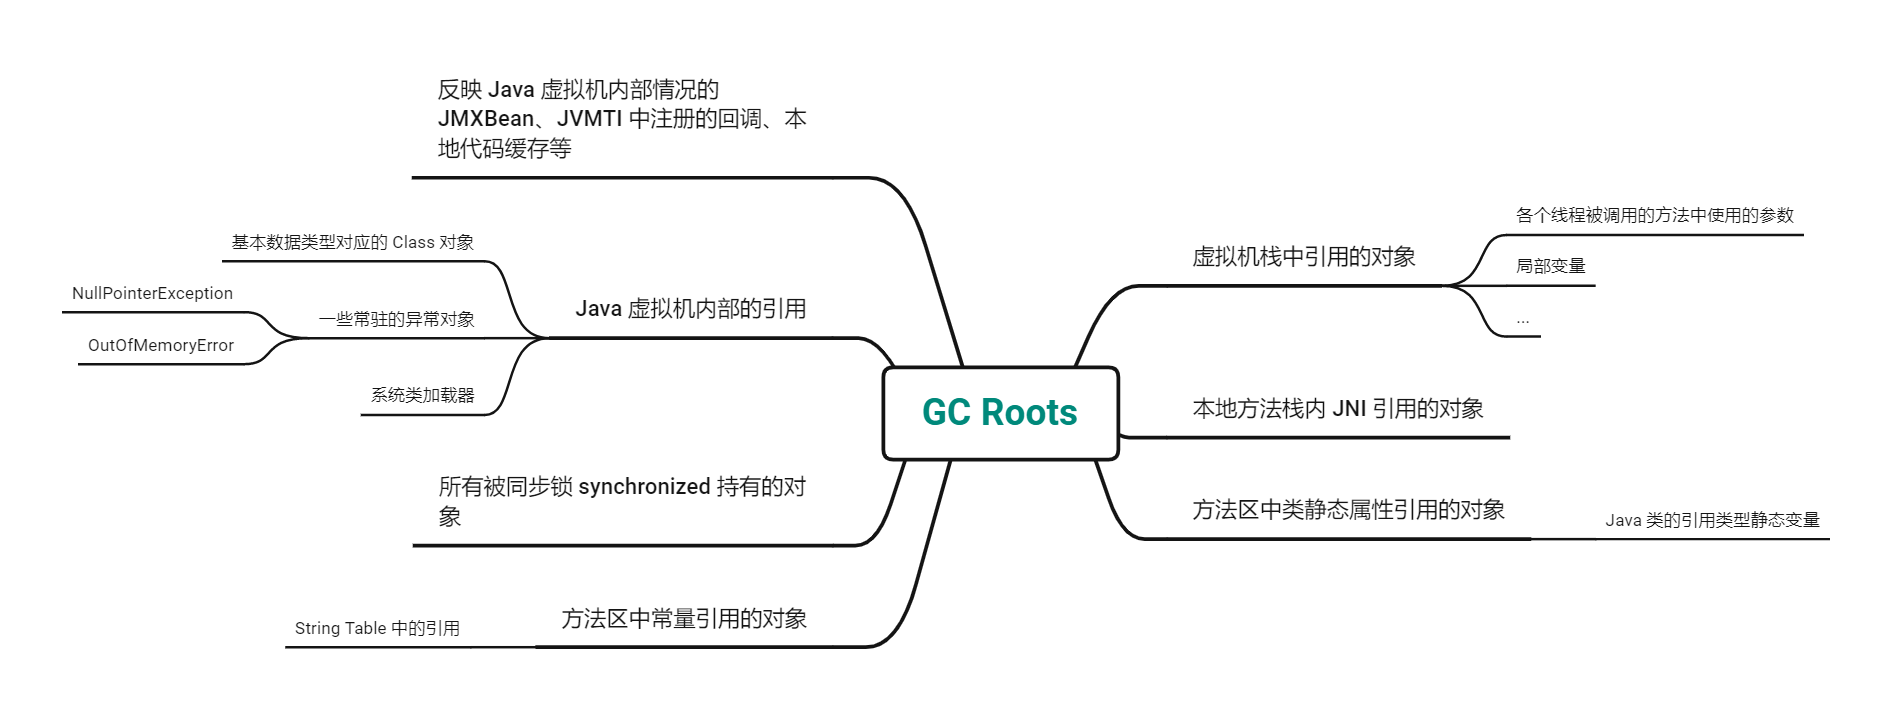 反映 Java 虚拟机内部情况的
JMXBean、JVMTI 中注册的回调、本
地代码缓存等
基本数据类型对应的 Class 对象
NullPointerException
一些常驻的异常对象
OutOfMemoryError
系统类加载器
Java 虚拟机内部的引用
所有被同步锁 synchronized 持有的对
象
String Table 中的引用
方法区中常量引用的对象
GC Roots
虚拟机栈中引用的对象
各个线程被调用的方法中使用的参数
局部变量
...
本地方法栈内 JNI 引用的对象
方法区中类静态属性引用的对象
Java 类的引用类型静态变量